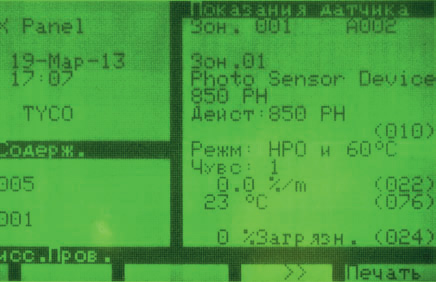 X Panel
19-Мар-13
17:07
TYCO
Содерж.
005
001
исс.Пров.
Показания датчика
Зон. 001 A002
Зон.01
Photo Sensor Device
850 PH
Дейст:850 PH
(010)
Режм: HPO и 60°C
Чувс: 1
0.0 %/m (022)
23 °C (076)
0 %Загрязн. (024)
>> Печать